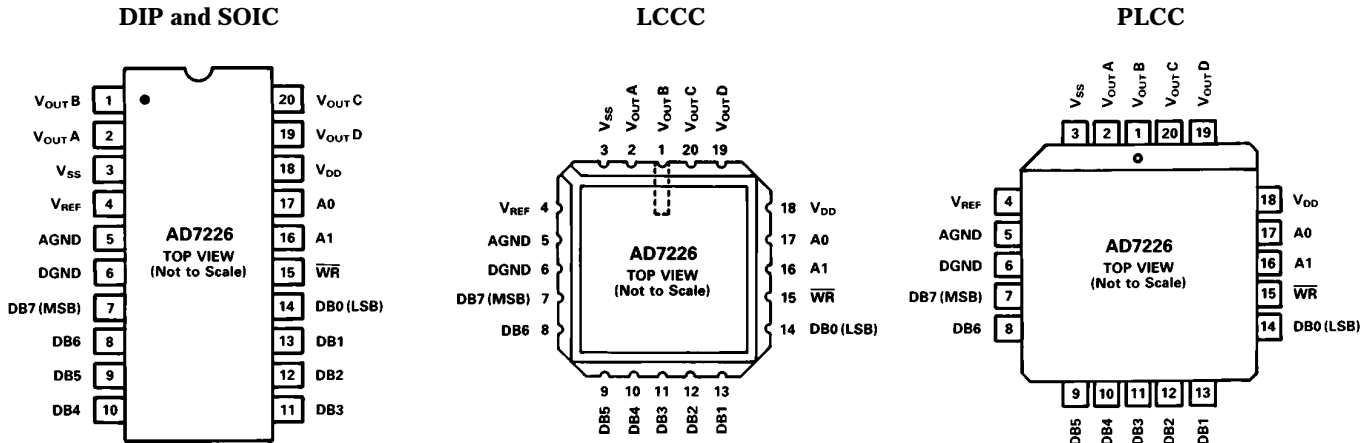 DIP and SOIC
VOUT B 1
VOUT A 2
VSS 3
VREF 4
AGND 5
DGND 6
DB7 (MSB) 7
DB6 8
DB5 9
DB4 10
AD7226
TOP VIEW
(Not to Scale)
20 VOUT C
19 VOUT D
18 VDD
17 A0
16 A1
15 W̅R̅
14 DB0 (LSB)
13 DB1
12 DB2
11 DB3
LCCC
VSS
VOUT A
VOUT B
VOUT C
VOUT D
3 2 1 20 19
VREF 4
AGND 5
DGND 6
DB7 (MSB) 7
DB6 8
AD7226
TOP VIEW
(Not to Scale)
18 VDD
17 A0
16 A1
15 W̅R̅
14 DB0 (LSB)
9 10 11 12 13
DB5
DB4
DB3
DB2
DB1
PLCC
VSS
VOUT A
VOUT B
VOUT C
VOUT D
3 2 1 20 19
VREF 4
AGND 5
DGND 6
DB7 (MSB) 7
DB6 8
AD7226
TOP VIEW
(Not to Scale)
18 VDD
17 A0
16 A1
15 W̅R̅
14 DB0 (LSB)
9 10 11 12 13
DB5
DB4
DB3
DB2
DB1